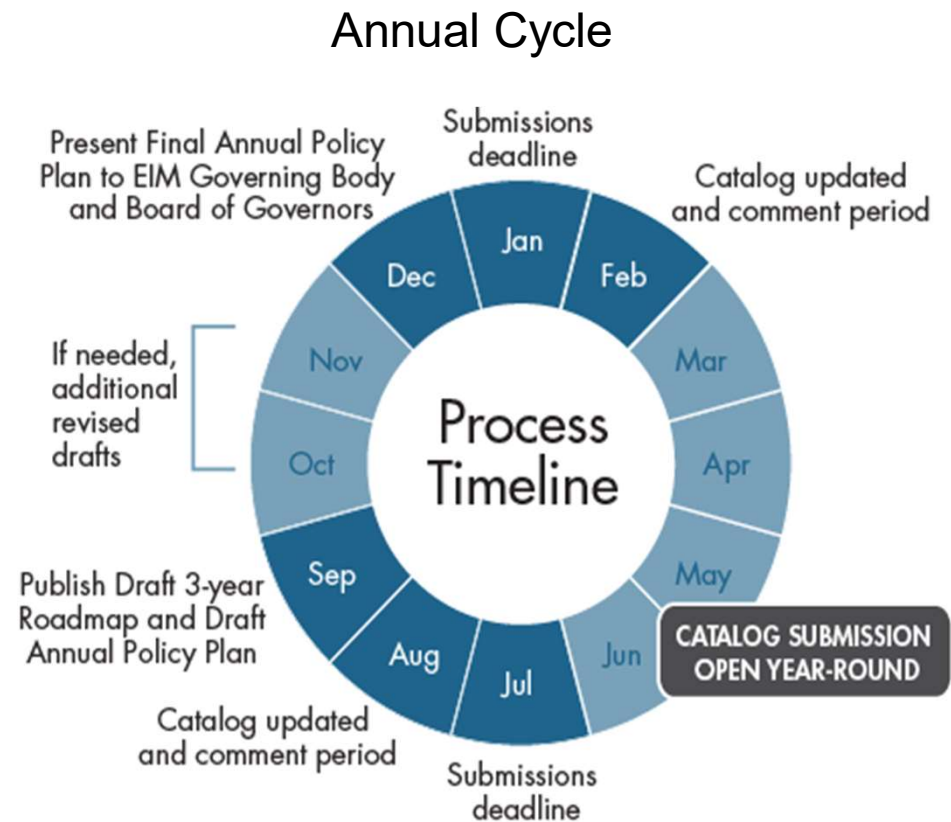 Annual Cycle
Submissions
deadline
Present Final Annual Policy
Plan to EIM Governing Body
and Board of Governors
Catalog updated
and comment period
Jan
Dec
Feb
Nov
Mar
If needed,
additional
revised
drafts
Process
Timeline
Oct
Apr
Sep
May
Publish Draft 3-year
Roadmap and Draft
Annual Policy Plan
Aug
Jul
Jun
CATALOG SUBMISSION
OPEN YEAR-ROUND
Catalog updated
and comment period
Submissions
deadline